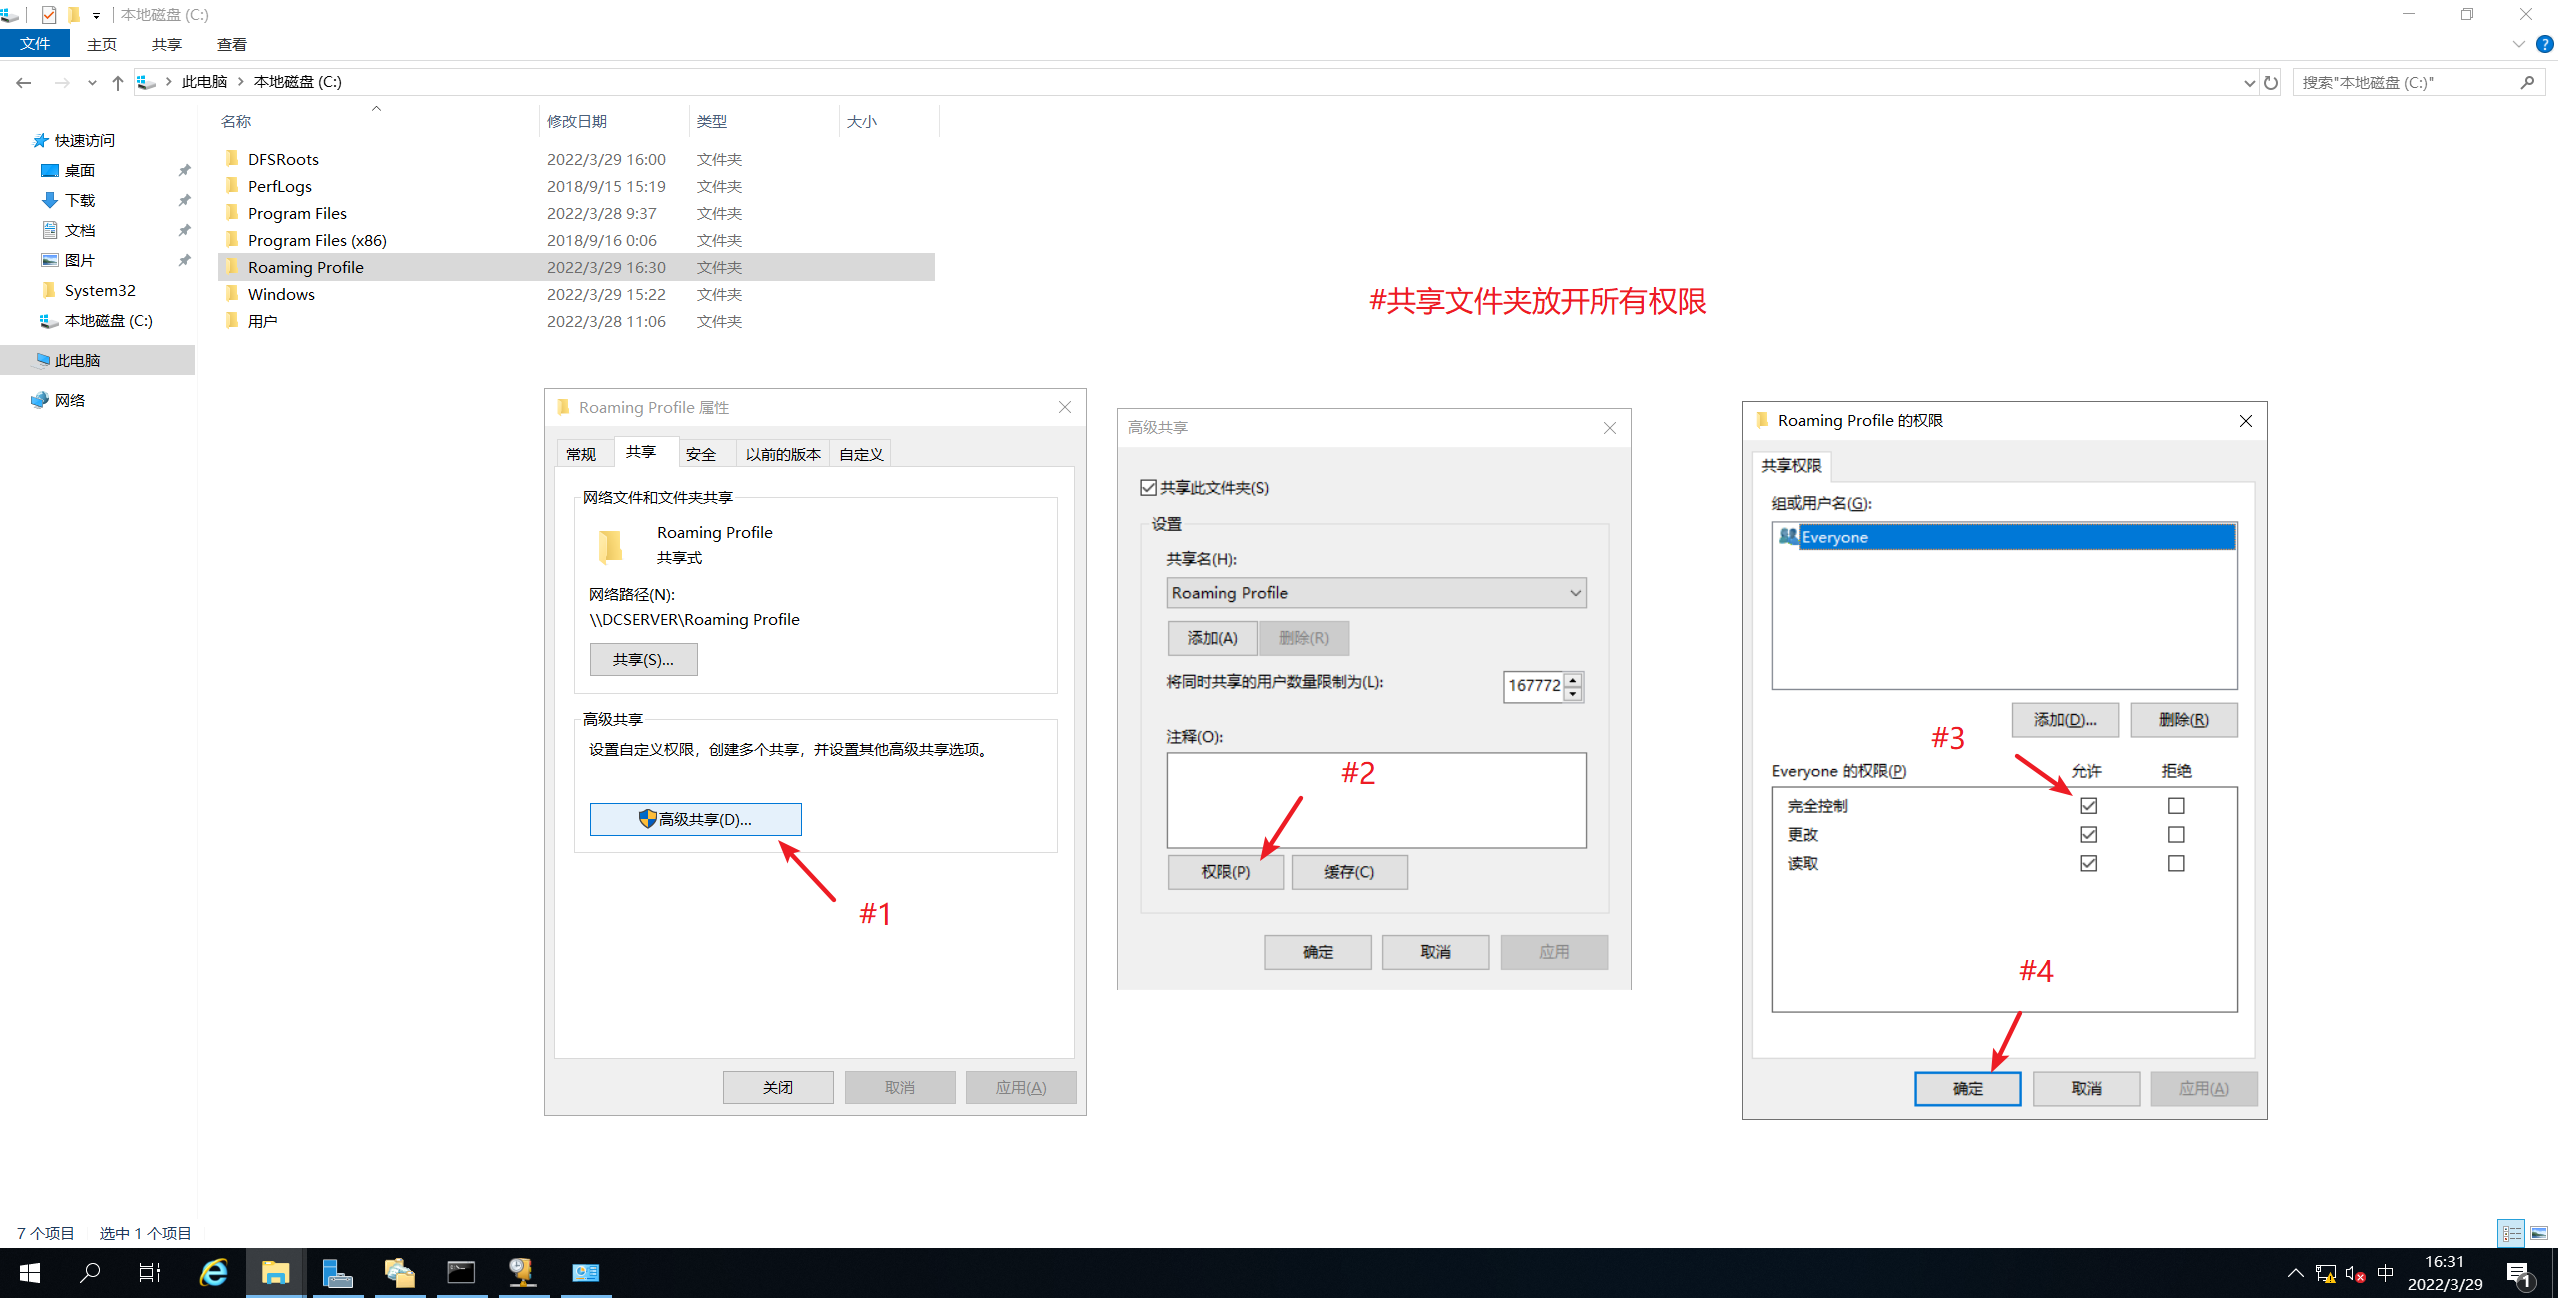 本地磁盘 (C:)
文件 主页 共享 查看
此电脑 本地磁盘 (C:)
搜索"本地磁盘 (C:)"
名称 修改日期 类型 大小
快速访问
桌面
下载
文档
图片
System32
本地磁盘 (C:)
此电脑
网络
DFSRoots 2022/3/29 16:00 文件夹
PerfLogs 2018/9/15 15:19 文件夹
Program Files 2022/3/28 9:37 文件夹
Program Files (x86) 2018/9/16 0:06 文件夹
Roaming Profile 2022/3/29 16:30 文件夹
Windows 2022/3/29 15:22 文件夹
用户 2022/3/28 11:06 文件夹
#共享文件夹放开所有权限
Roaming Profile 属性
常规 共享 安全 以前的版本 自定义
网络文件和文件夹共享
Roaming Profile
共享式
网络路径(N):
\\DCSERVER\Roaming Profile
共享(S)...
高级共享
设置自定义权限，创建多个共享，并设置其他高级共享选项。
高级共享(D)...
#1
关闭 取消 应用(A)
高级共享
共享此文件夹(S)
设置
共享名(H):
Roaming Profile
添加(A) 删除(R)
将同时共享的用户数量限制为(L): 167772
注释(O):
#2
权限(P) 缓存(C)
确定 取消 应用
Roaming Profile 的权限
共享权限
组或用户名(G):
Everyone
添加(D)... 删除(R)
#3
Everyone 的权限(P) 允许 拒绝
完全控制
更改
读取
#4
确定 取消 应用(A)
7 个项目 选中 1 个项目
中
16:31
2022/3/29
1